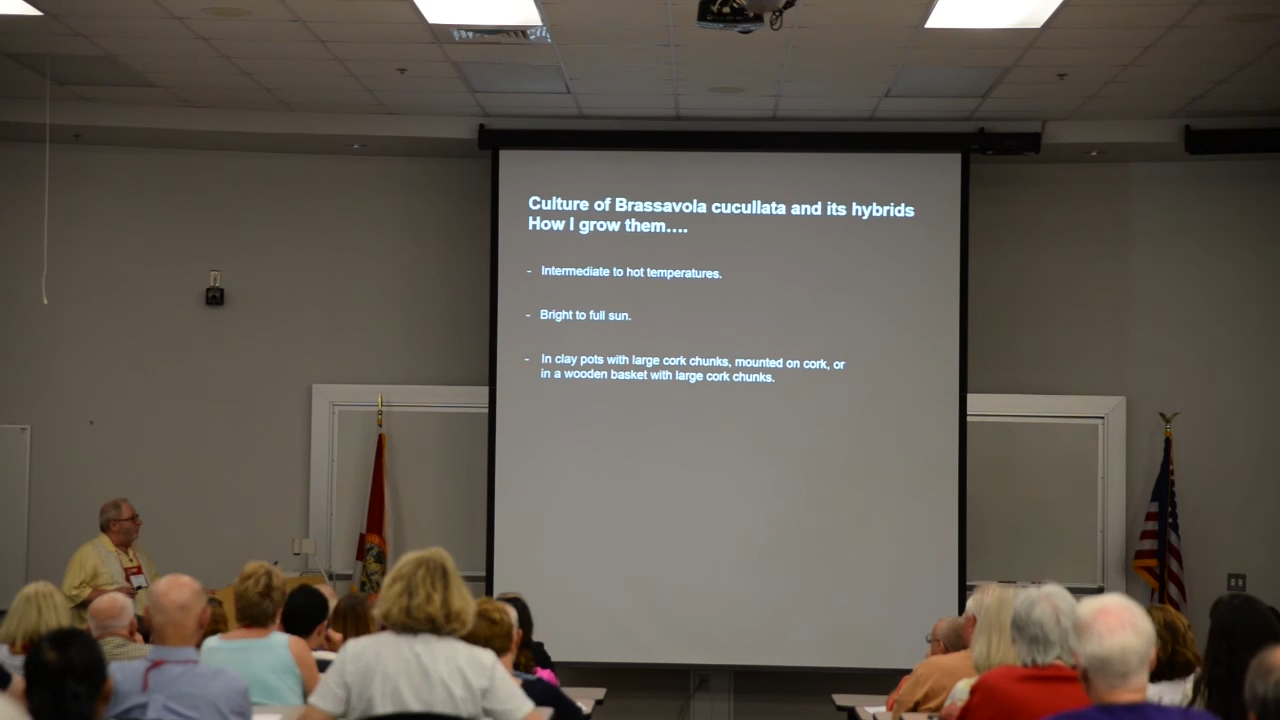 Culture of Brassavola cucullata and its hybrids
How I grow them....
- Intermediate to hot temperatures.
- Bright to full sun.
- In clay pots with large cork chunks, mounted on cork, or
in a wooden basket with large cork chunks.